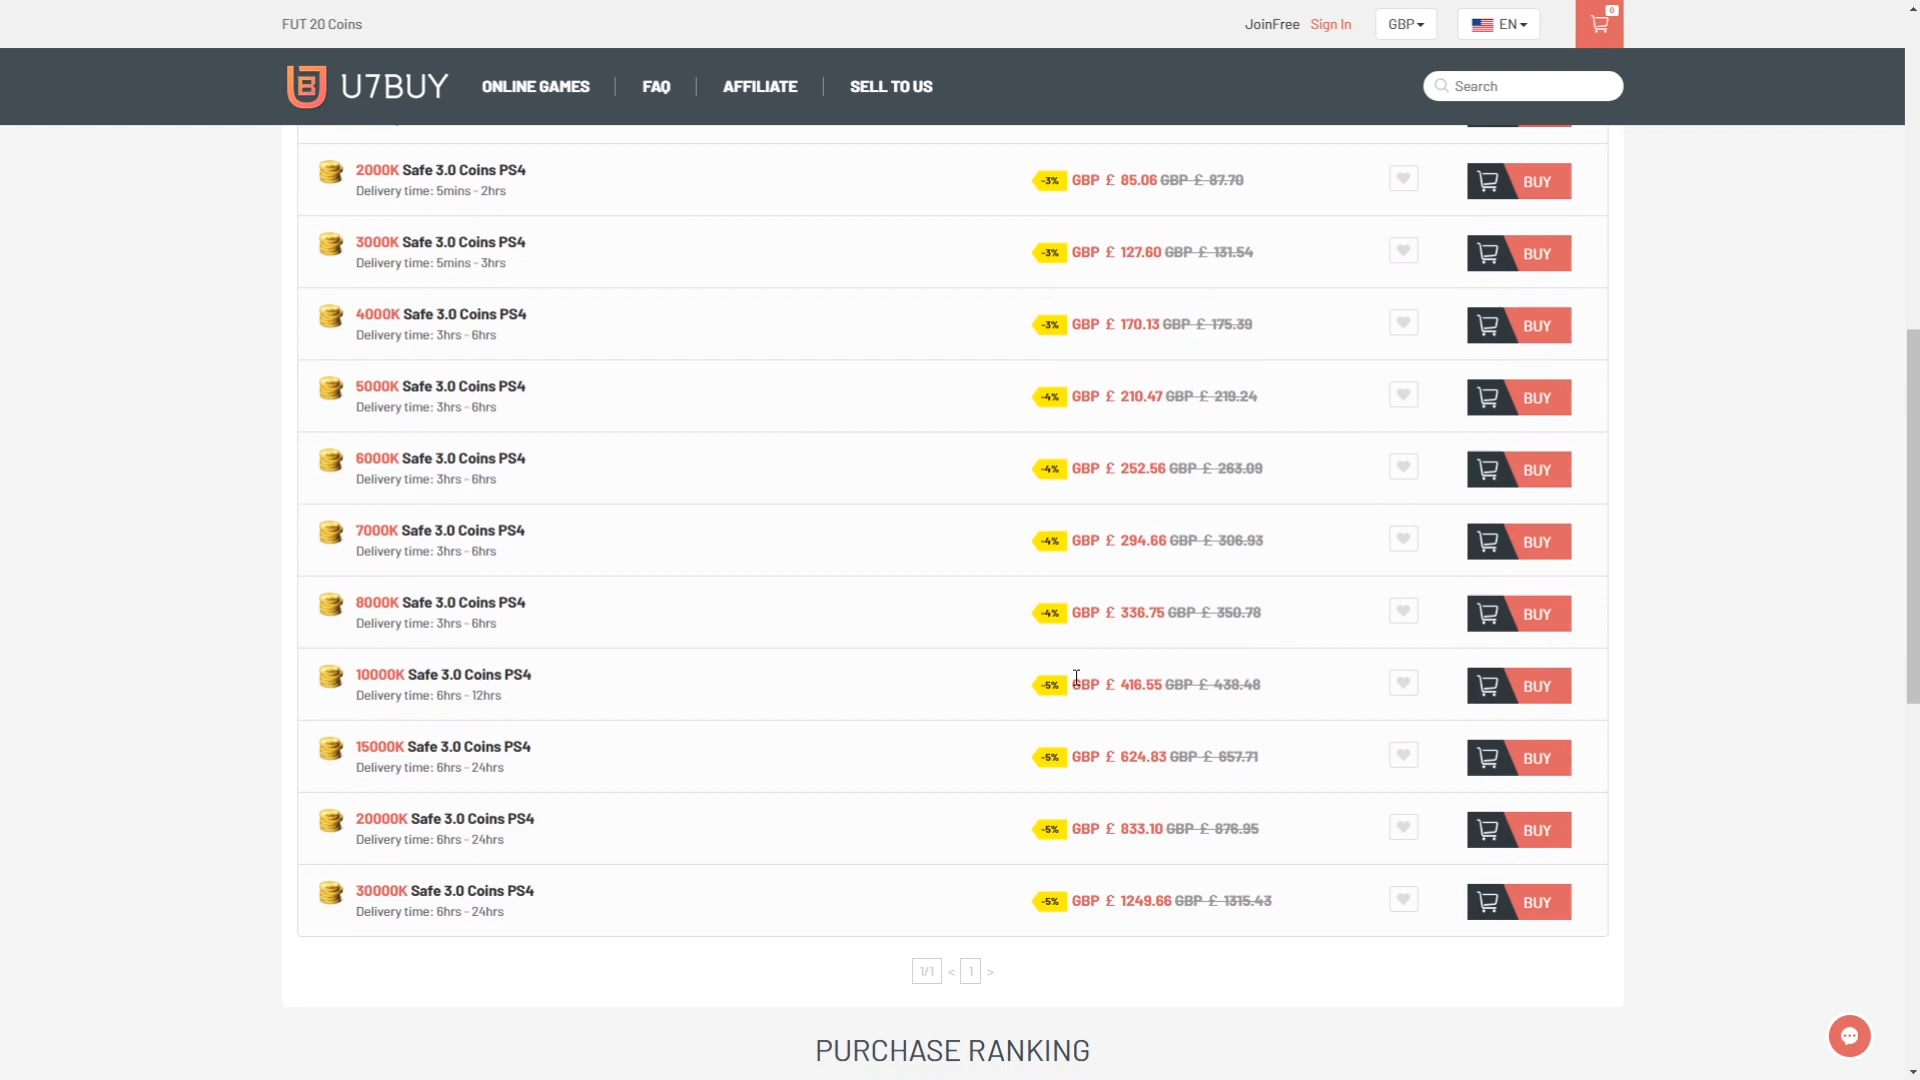 FUT 20 Coins
JoinFree Sign In GBP EN 0
U7BUY ONLINE GAMES FAQ AFFILIATE SELL TO US Search
2000K Safe 3.0 Coins PS4
Delivery time: 5mins - 2hrs
-3% GBP £ 85.06 GBP £ 87.70 BUY
3000K Safe 3.0 Coins PS4
Delivery time: 5mins - 3hrs
-3% GBP £ 127.60 GBP £ 131.54 BUY
4000K Safe 3.0 Coins PS4
Delivery time: 3hrs - 6hrs
-3% GBP £ 170.13 GBP £ 175.39 BUY
5000K Safe 3.0 Coins PS4
Delivery time: 3hrs - 6hrs
-4% GBP £ 210.47 GBP £ 219.24 BUY
6000K Safe 3.0 Coins PS4
Delivery time: 3hrs - 6hrs
-4% GBP £ 252.56 GBP £ 263.09 BUY
7000K Safe 3.0 Coins PS4
Delivery time: 3hrs - 6hrs
-4% GBP £ 294.66 GBP £ 306.93 BUY
8000K Safe 3.0 Coins PS4
Delivery time: 3hrs - 6hrs
-4% GBP £ 336.75 GBP £ 350.78 BUY
10000K Safe 3.0 Coins PS4
Delivery time: 6hrs - 12hrs
-5% GBP £ 416.55 GBP £ 438.48 BUY
15000K Safe 3.0 Coins PS4
Delivery time: 6hrs - 24hrs
-5% GBP £ 624.83 GBP £ 657.71 BUY
20000K Safe 3.0 Coins PS4
Delivery time: 6hrs - 24hrs
-5% GBP £ 833.10 GBP £ 876.95 BUY
30000K Safe 3.0 Coins PS4
Delivery time: 6hrs - 24hrs
-5% GBP £ 1249.66 GBP £ 1315.43 BUY
1/1 < 1 >
PURCHASE RANKING